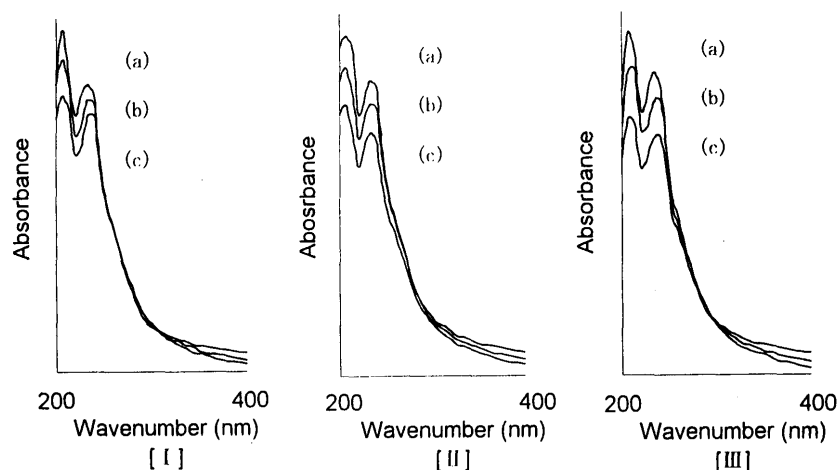 Absorbance
(a)
(b)
(c)
200
400
Wavenumber (nm)
[ I ]
Abosrbance
(a)
(b)
(c)
200
400
Wavenumber (nm)
[ II ]
Absorbance
(a)
(b)
(c)
200
400
Wavenumber (nm)
[ III ]